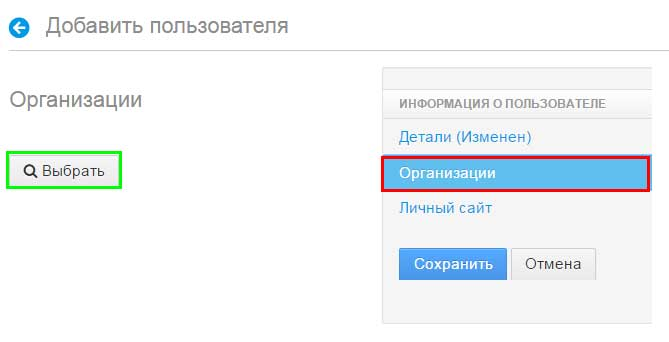 Добавить пользователя
Организации
Выбрать
ИНФОРМАЦИЯ О ПОЛЬЗОВАТЕЛЕ
Детали (Изменен)
Организации
Личный сайт
Сохранить Отмена